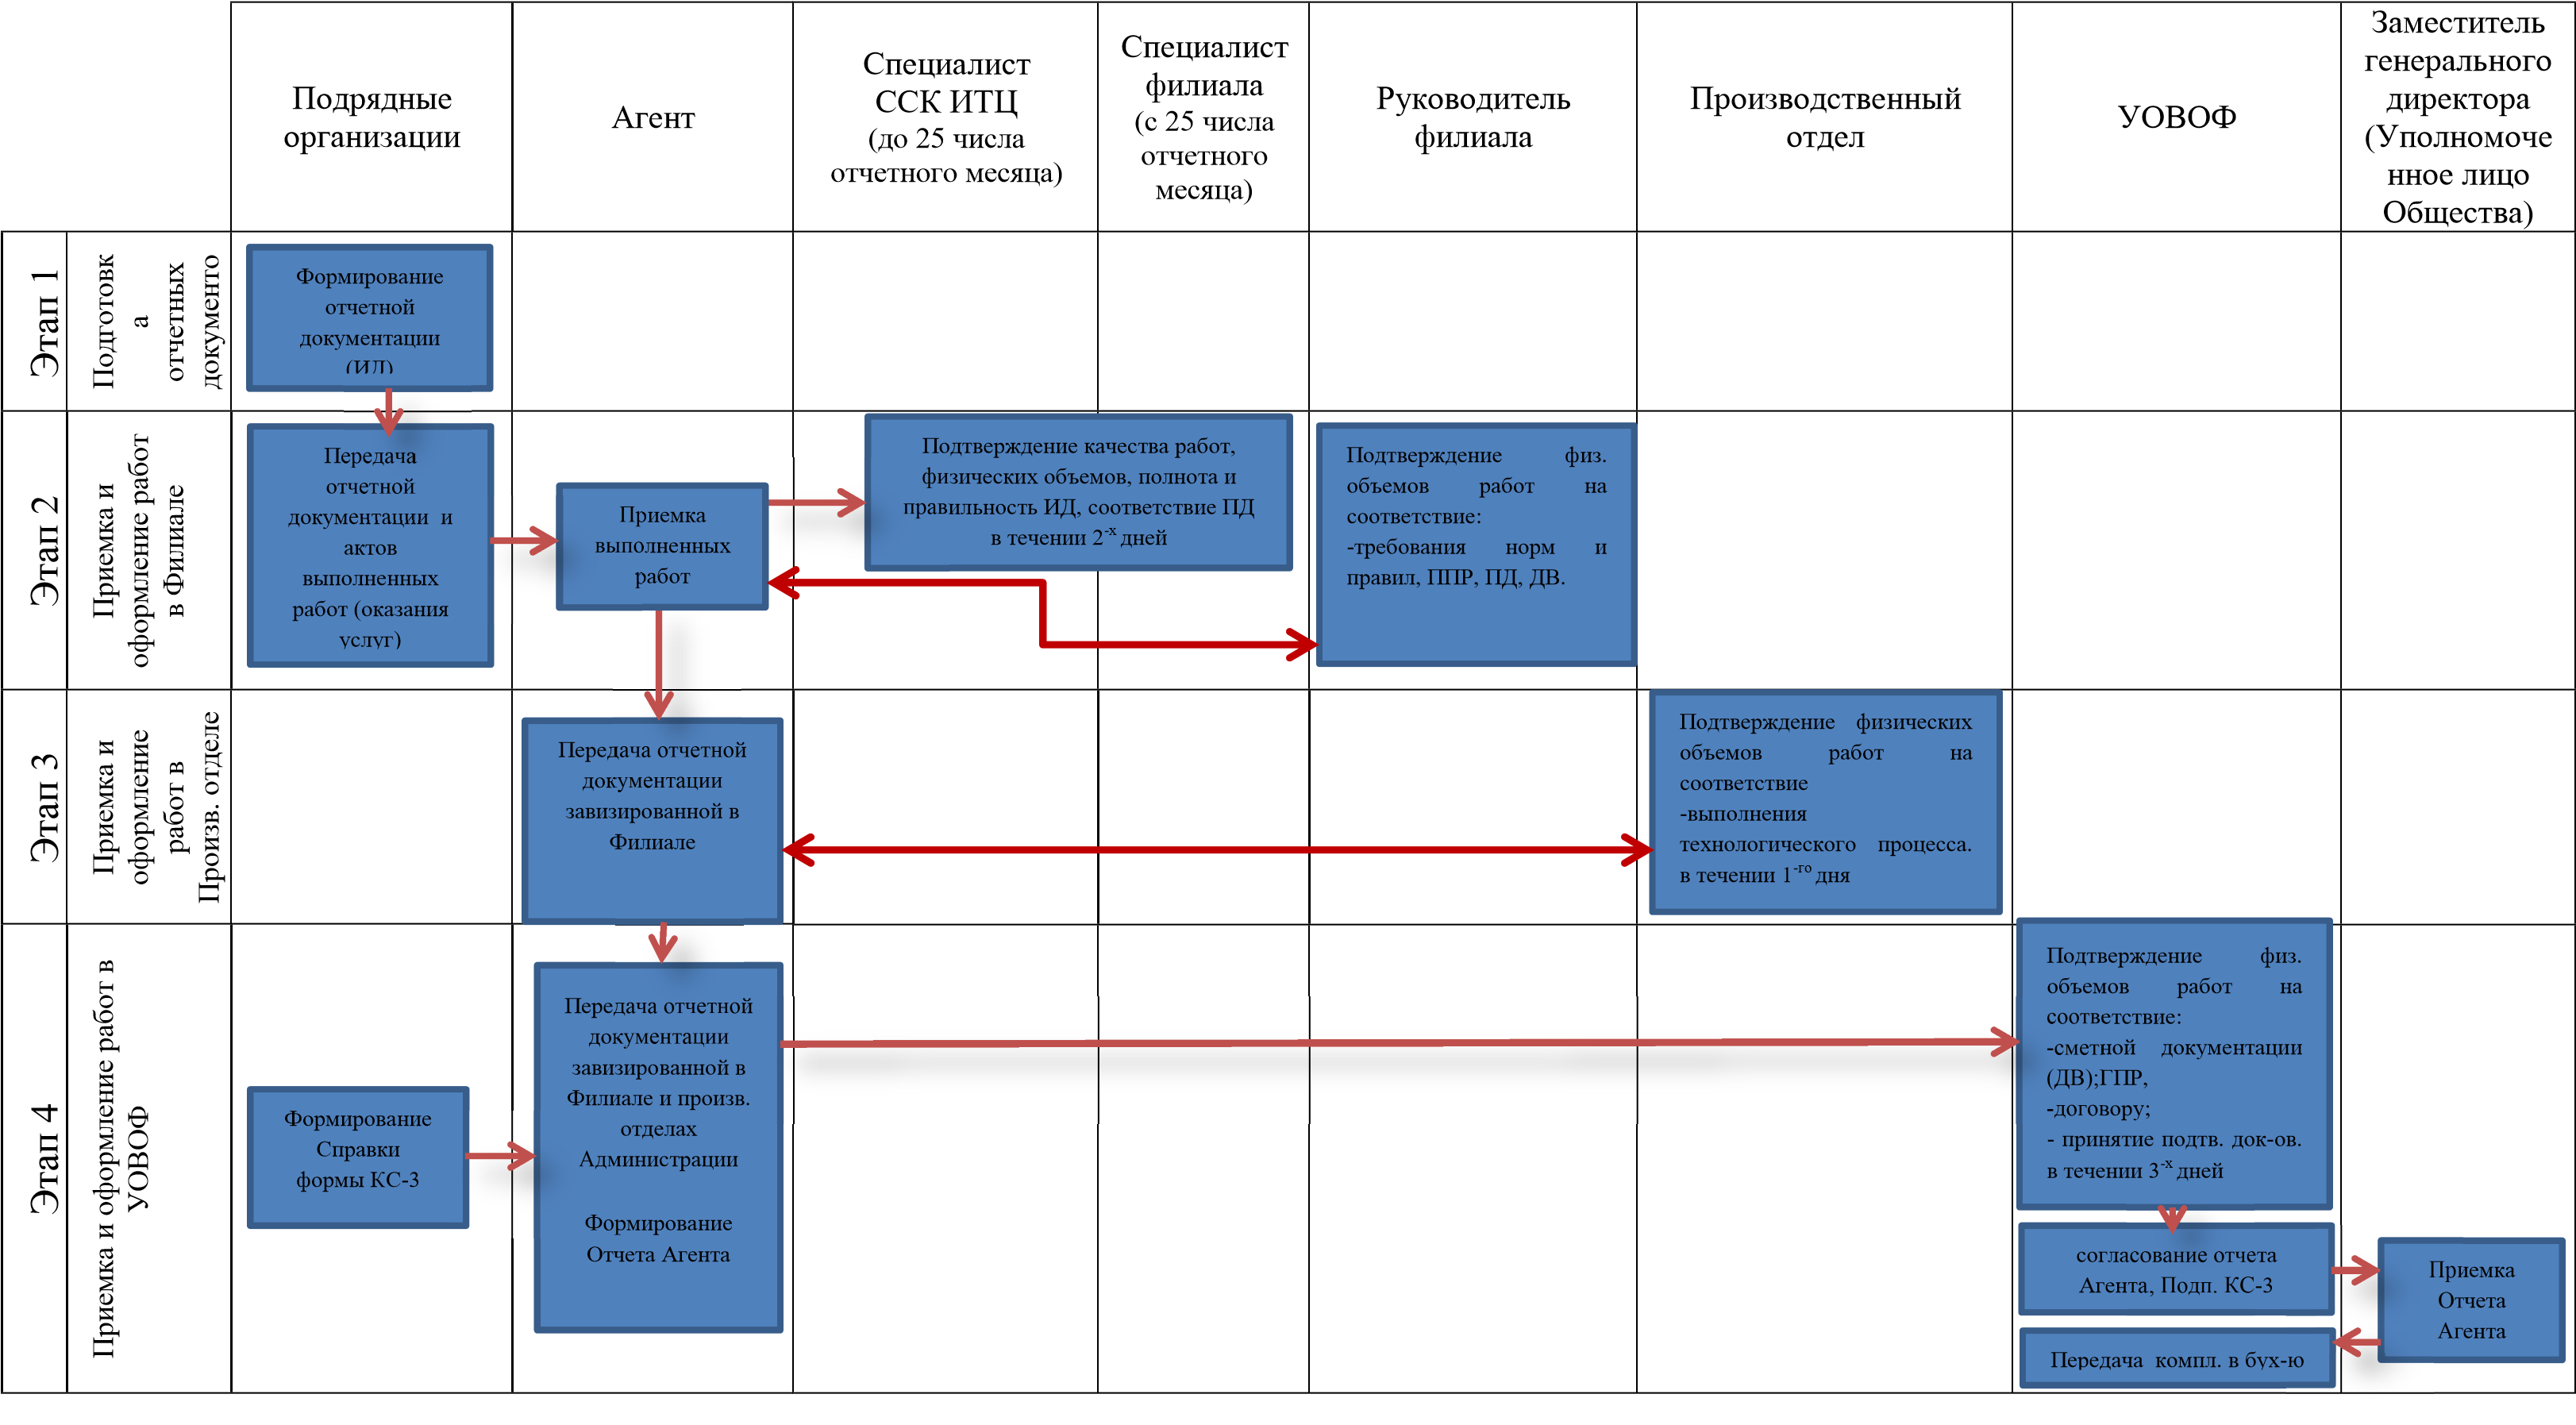 Подрядные
организации
Агент
Специалист
ССК ИТЦ
(до 25 числа
отчетного месяца)
Специалист
филиала
(с 25 числа
отчетного
месяца)
Руководитель
филиала
Производственный
отдел
УОВОФ
Заместитель
генерального
директора
(Уполномоче
нное лицо
Общества)
Этап 1
Подготовк
а
отчетных
документо
Формирование
отчетной
документации
(ИД)
Этап 2
Приемка и
оформление работ
в Филиале
Передача
отчетной
документации и
актов
выполненных
работ (оказания
услуг)
Приемка
выполненных
работ
Подтверждение качества работ,
физических объемов, полнота и
правильность ИД, соответствие ПД
в течении 2-х дней
Подтверждение физ.
объемов работ на
соответствие:
-требования норм и
правил, ППР, ПД, ДВ.
Этап 3
Приемка и
оформление
работ в
Произв. отделе
Передача отчетной
документации
завизированной в
Филиале
Подтверждение физических
объемов работ на
соответствие
-выполнения
технологического процесса.
в течении 1-го дня
Этап 4
Приемка и оформление работ в
УОВОФ
Формирование
Справки
формы КС-3
Передача отчетной
документации
завизированной в
Филиале и произв.
отделах
Администрации
Формирование
Отчета Агента
Подтверждение физ.
объемов работ на
соответствие:
-сметной документации
(ДВ);ГПР,
-договору;
- принятие подтв. док-ов.
в течении 3-х дней
согласование отчета
Агента, Подп. КС-3
Приемка
Отчета
Агента
Передача компл. в бух-ю